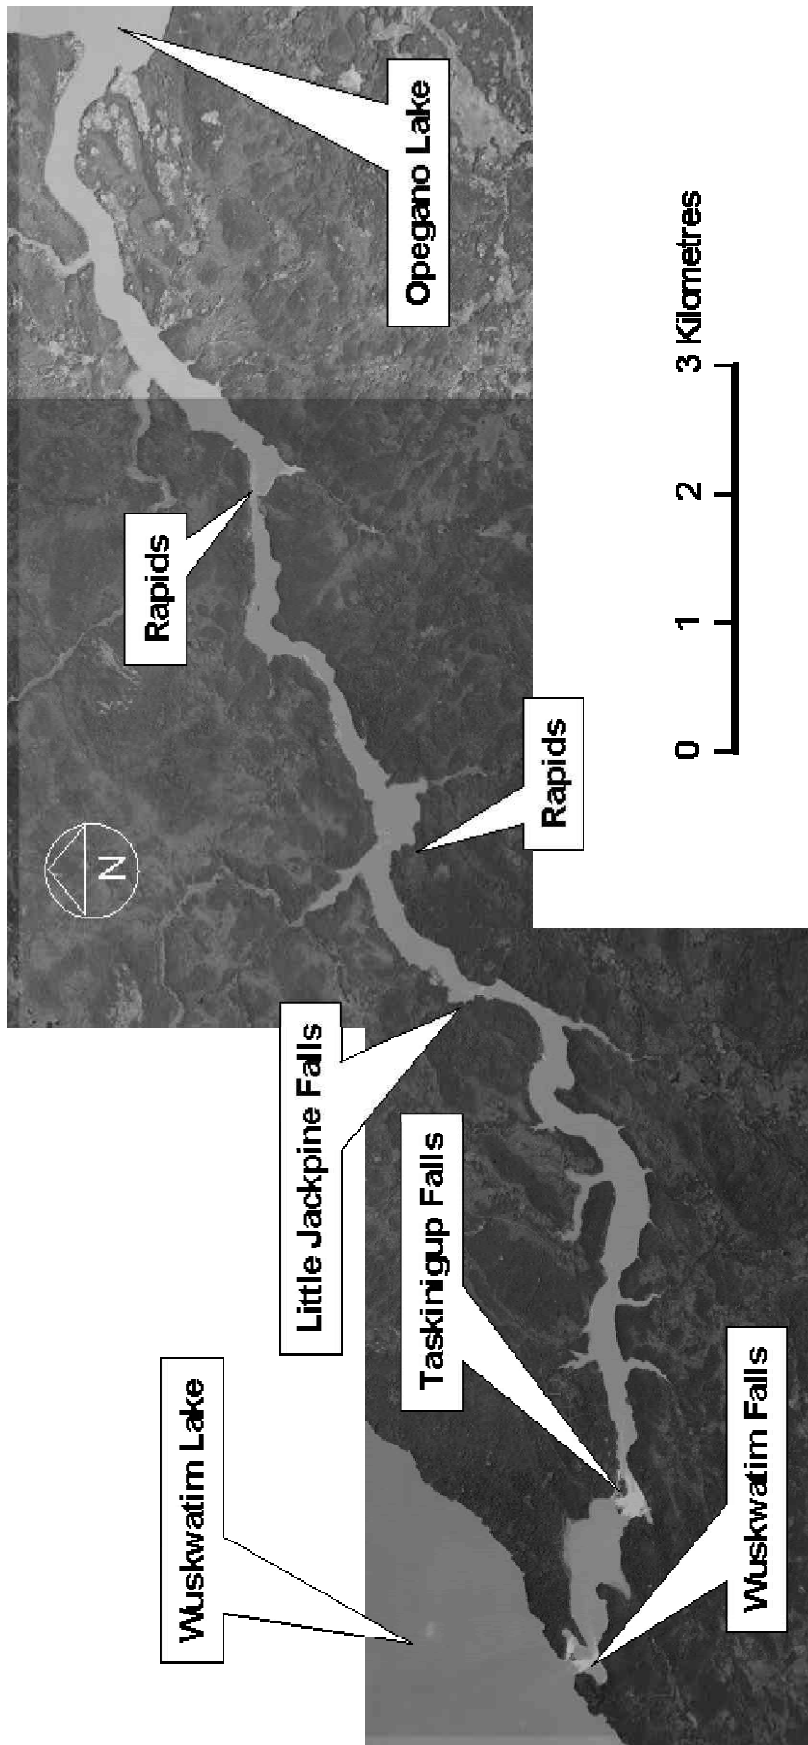 Opegano Lake
Rapids
Rapids
N
Little Jackpine Falls
Taskinigup Falls
Wuskwatim Lake
Wuskwatim Falls
0 1 2 3 Kilometres